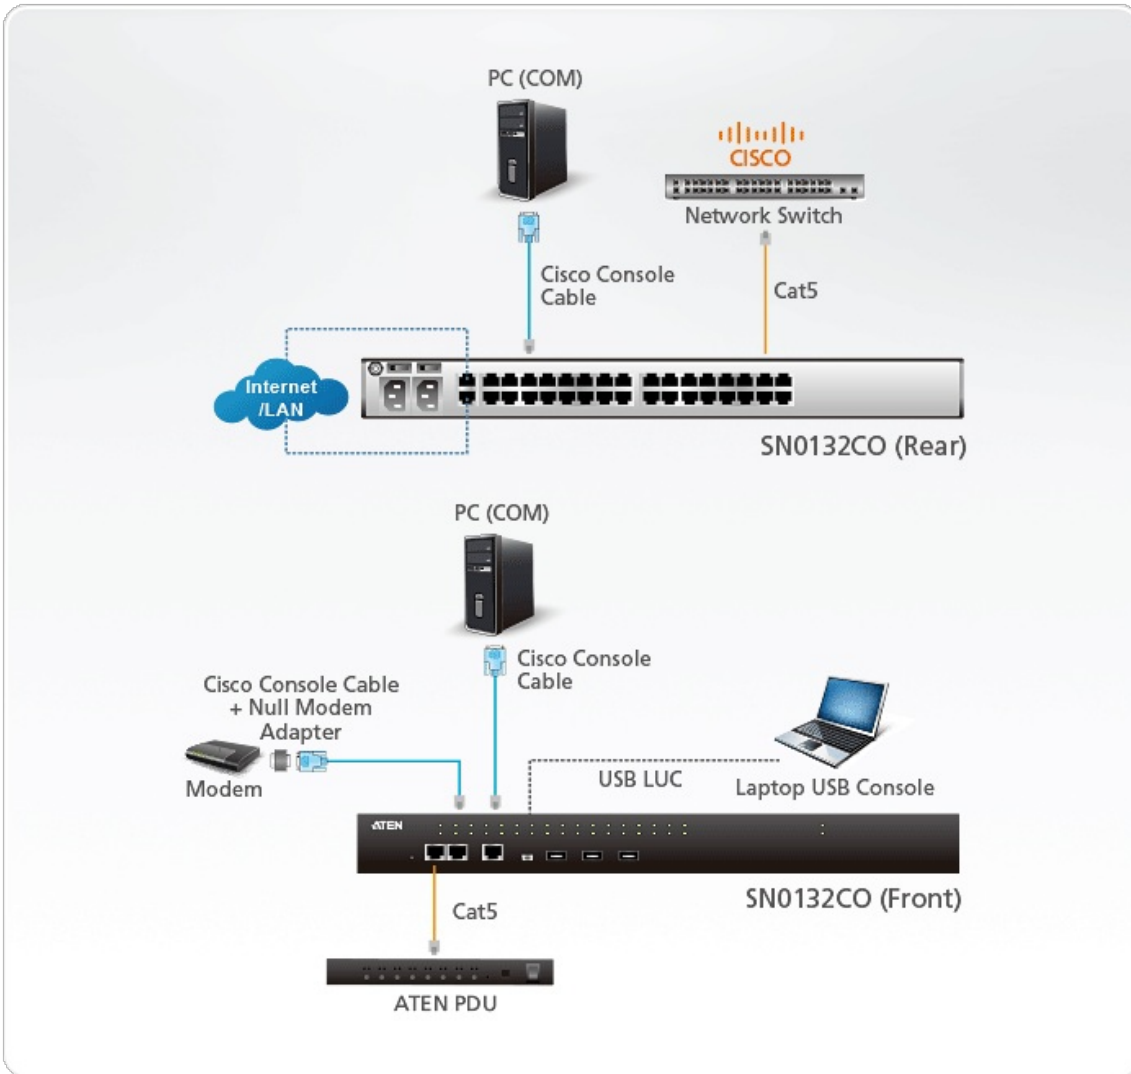 PC (COM)
CISCO
Network Switch
Cisco Console
Cable
Cat5
Internet
/LAN
SN0132CO (Rear)
PC (COM)
Cisco Console
Cable
Cisco Console Cable
+ Null Modem
Adapter
Modem
USB LUC
Laptop USB Console
ATEN
SN0132CO (Front)
Cat5
ATEN PDU